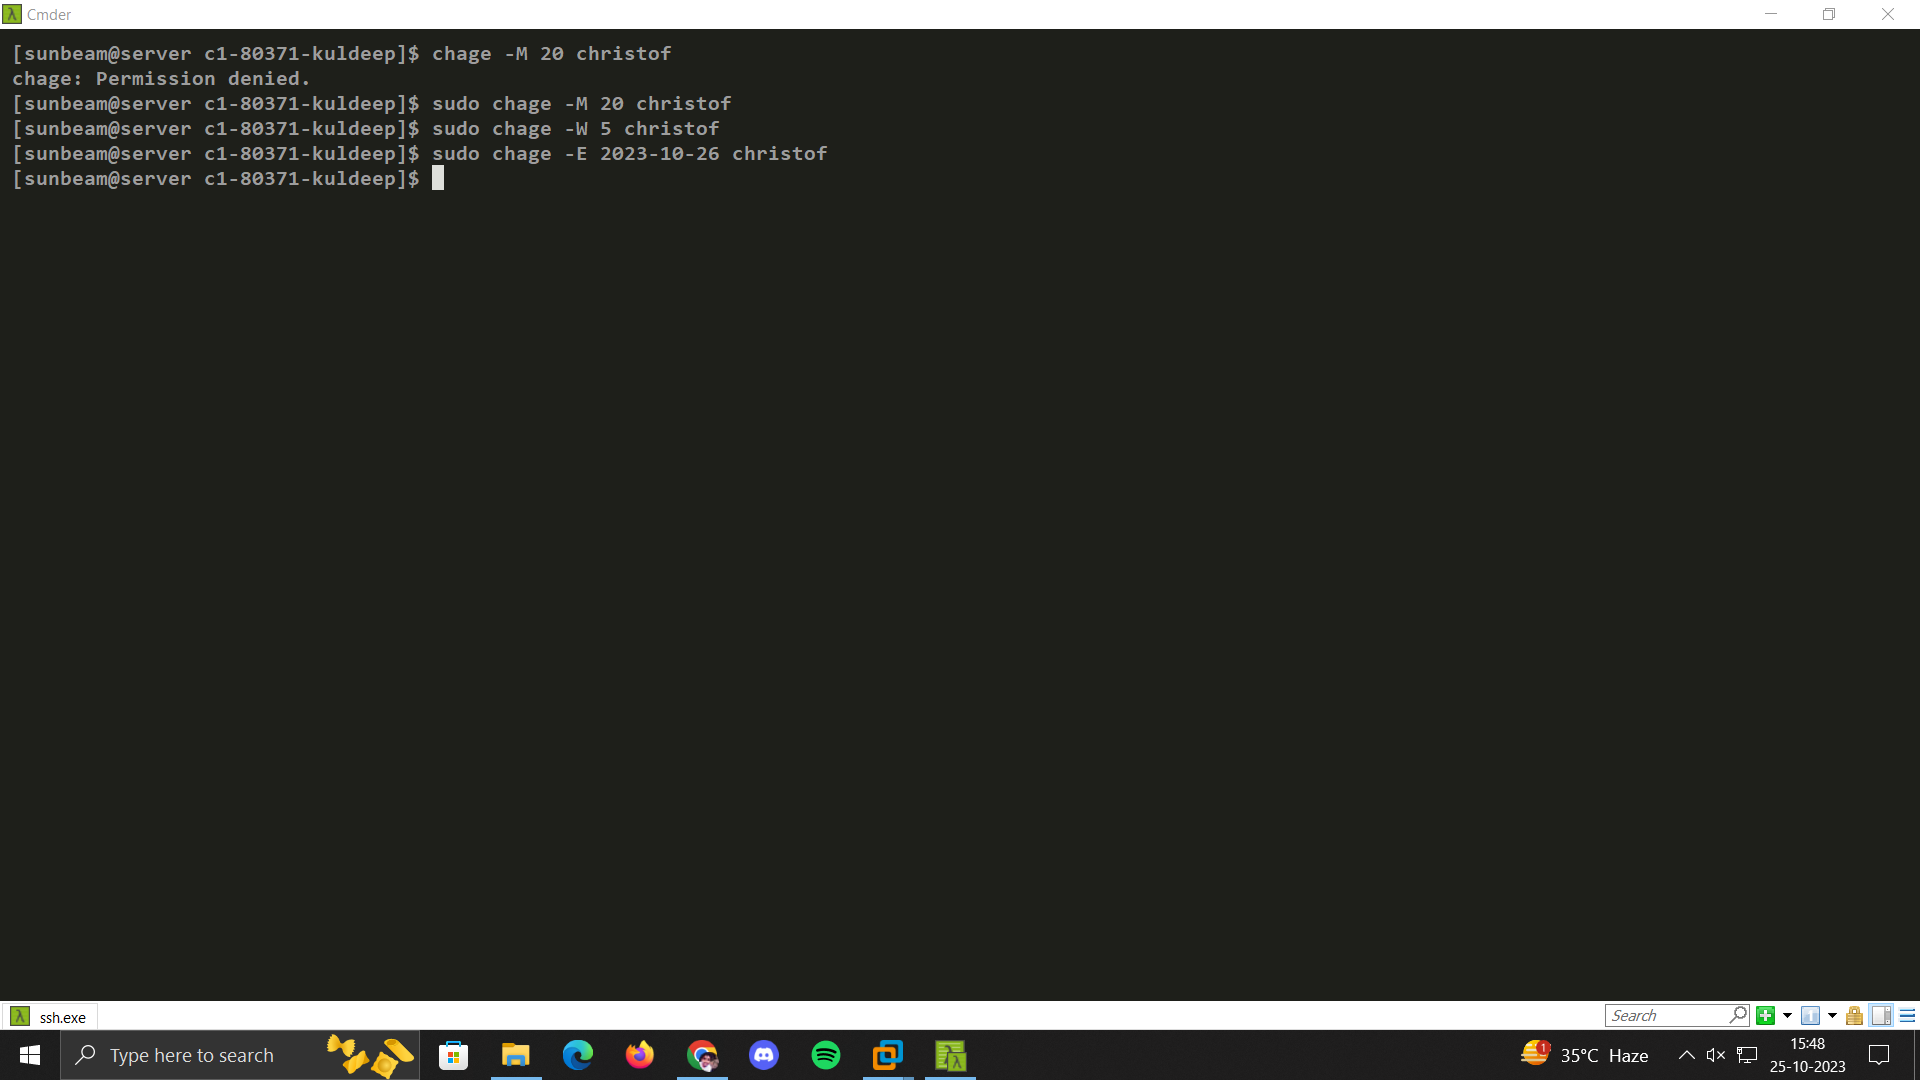 Cmder
[sunbeam@server c1-80371-kuldeep]$ chage -M 20 christof
chage: Permission denied.
[sunbeam@server c1-80371-kuldeep]$ sudo chage -M 20 christof
[sunbeam@server c1-80371-kuldeep]$ sudo chage -W 5 christof
[sunbeam@server c1-80371-kuldeep]$ sudo chage -E 2023-10-26 christof
[sunbeam@server c1-80371-kuldeep]$
ssh.exe
Search
Type here to search
1
35°C Haze
15:48
25-10-2023